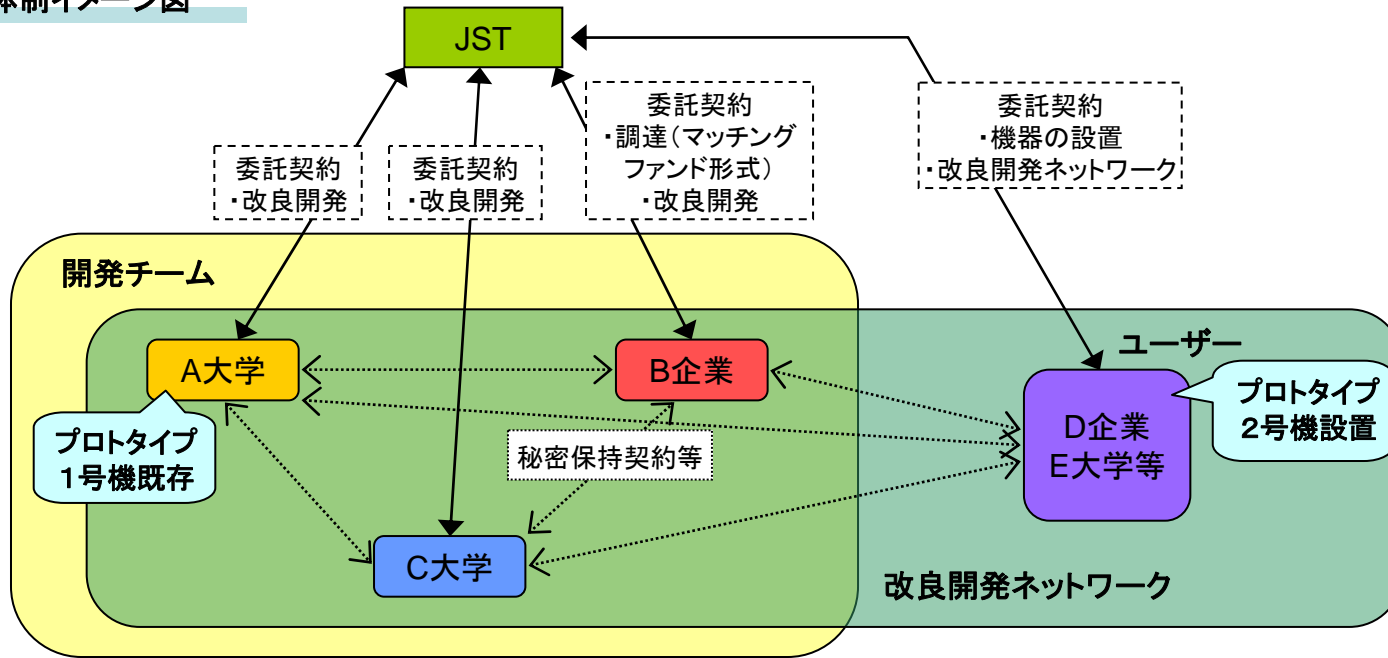 体制イメージ図
JST
委託契約
・改良開発
委託契約
・改良開発
委託契約
・調達(マッチング
ファンド形式)
・改良開発
委託契約
・機器の設置
・改良開発ネットワーク
開発チーム
ユーザー
A大学
B企業
プロトタイプ
1号機既存
D企業
E大学等
プロトタイプ
2号機設置
秘密保持契約等
C大学
改良開発ネットワーク